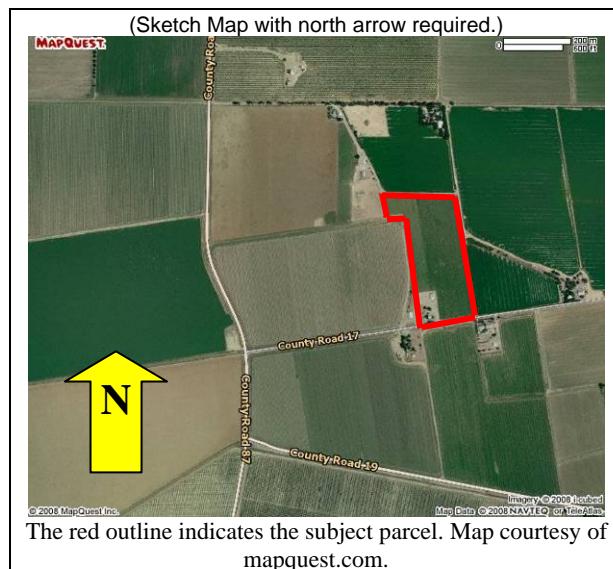 (Sketch Map with north arrow required.)
MAPQUEST.
0 200 m
600 ft
County Road
County Road 17
N
County Road 87
County Road 19
Imagery © 2008 i-cubed
© 2008 MapQuest Inc.
Map Data © 2008 NAVTEQ or TeleAtlas
The red outline indicates the subject parcel. Map courtesy of
mapquest.com.